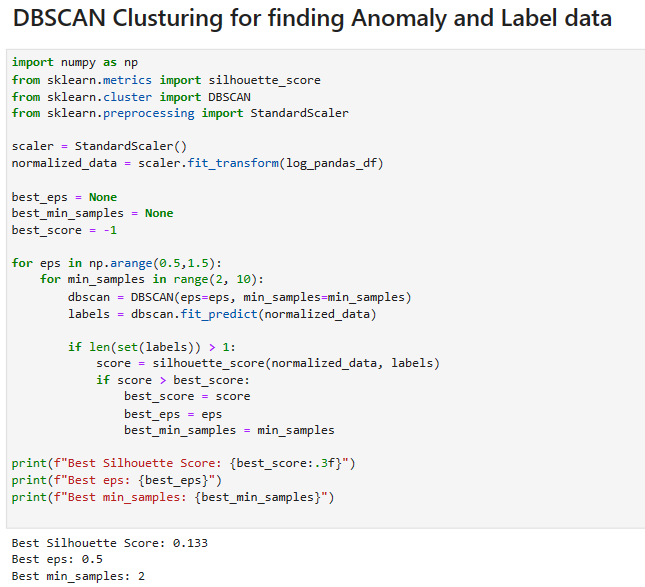 DBSCAN Clusturing for finding Anomaly and Label data
import numpy as np
from sklearn.metrics import silhouette_score
from sklearn.cluster import DBSCAN
from sklearn.preprocessing import StandardScaler
scaler = StandardScaler()
normalized_data = scaler.fit_transform(log_pandas_df)
best_eps = None
best_min_samples = None
best_score = -1
for eps in np.arange(0.5,1.5):
    for min_samples in range(2, 10):
        dbscan = DBSCAN(eps=eps, min_samples=min_samples)
        labels = dbscan.fit_predict(normalized_data)
        if len(set(labels)) > 1:
            score = silhouette_score(normalized_data, labels)
            if score > best_score:
                best_score = score
                best_eps = eps
                best_min_samples = min_samples
print(f"Best Silhouette Score: {best_score:.3f}")
print(f"Best eps: {best_eps}")
print(f"Best min_samples: {best_min_samples}")
Best Silhouette Score: 0.133
Best eps: 0.5
Best min_samples: 2